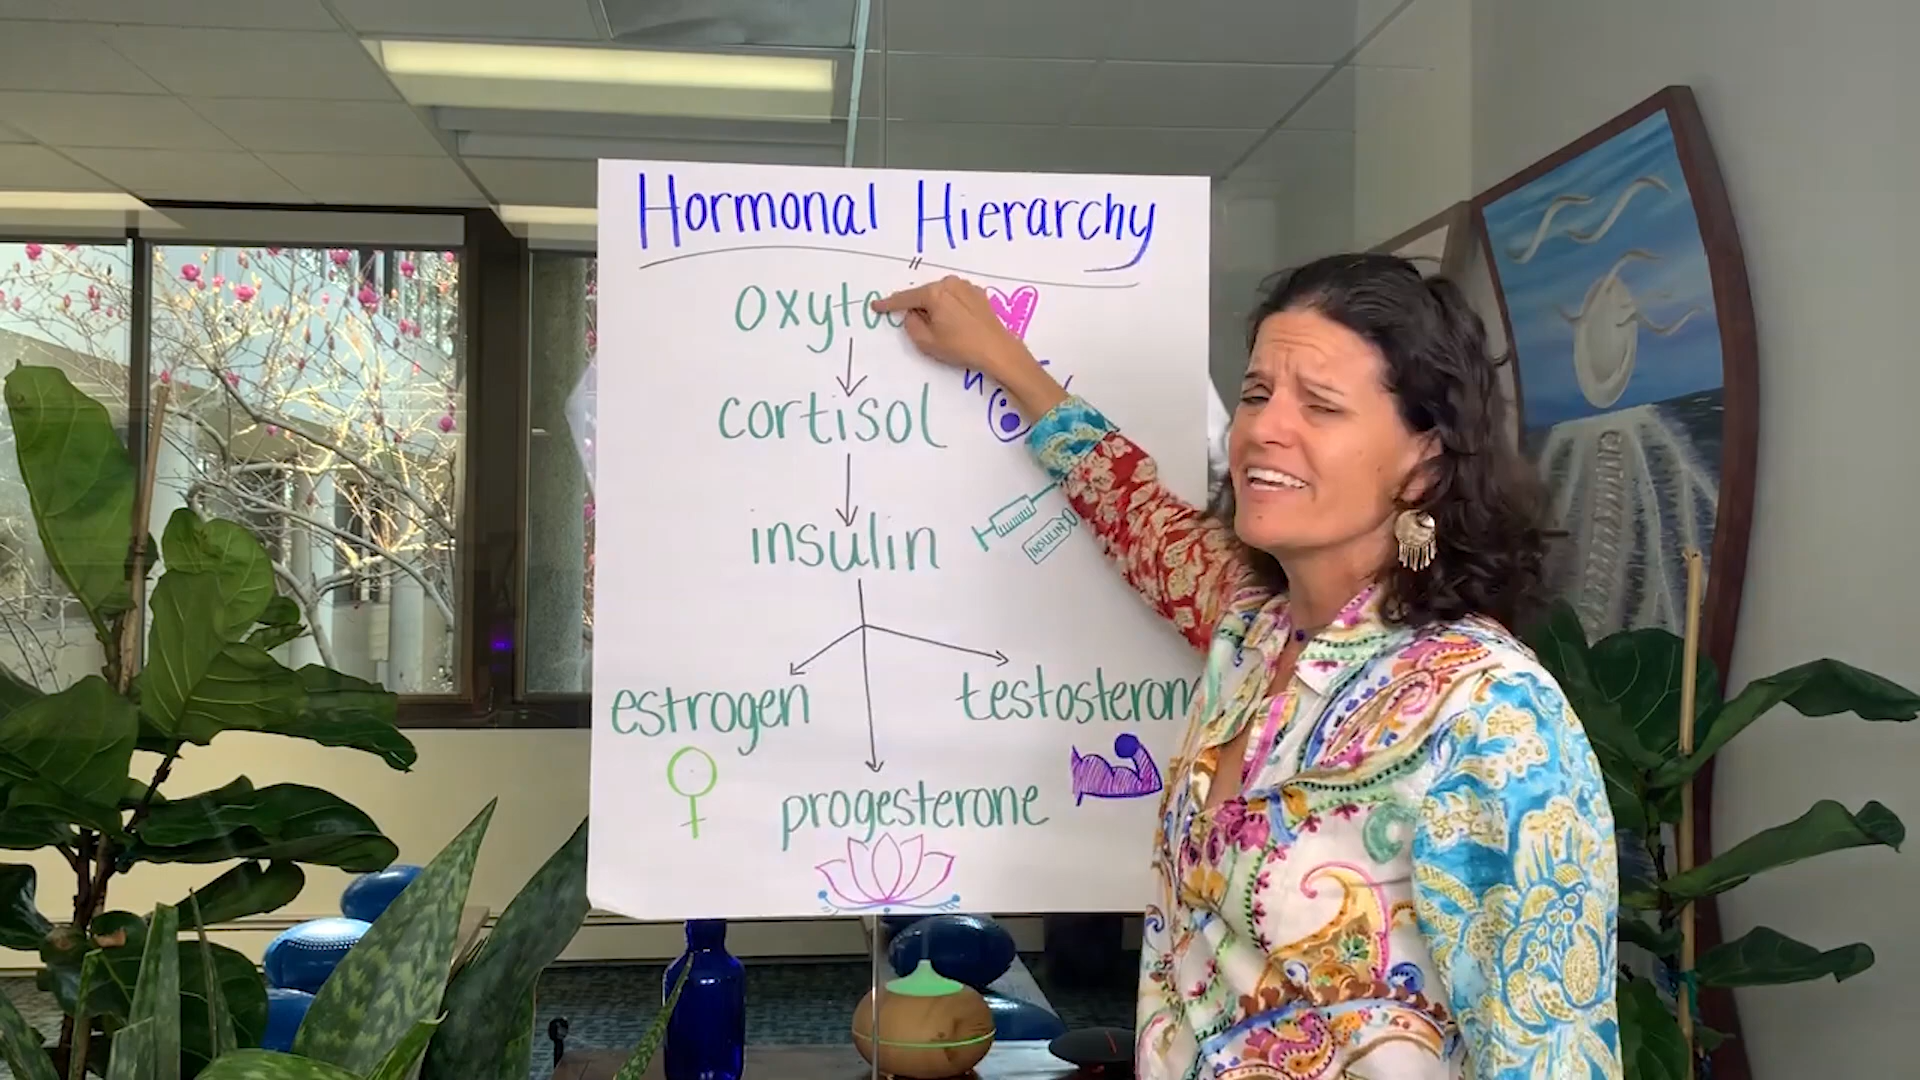 Hormonal Hierarchy
cortisol
insulin
INSULIN
estrogen
progesterone